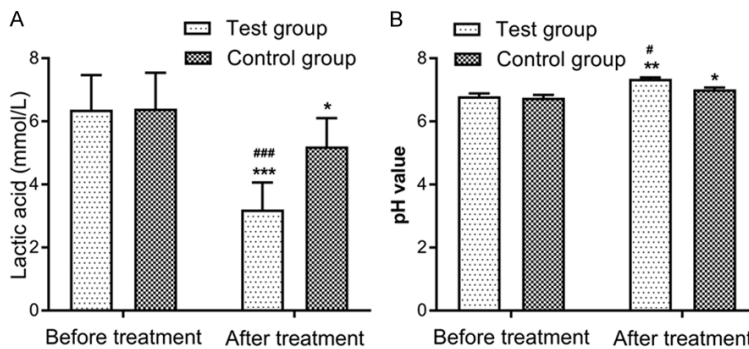 A
Test group
Control group
Lactic acid (mmol/L)
8
6
4
2
0
###
***
*
Before treatment
After treatment
B
Test group
Control group
pH value
8
6
4
2
0
#
**
*
Before treatment
After treatment